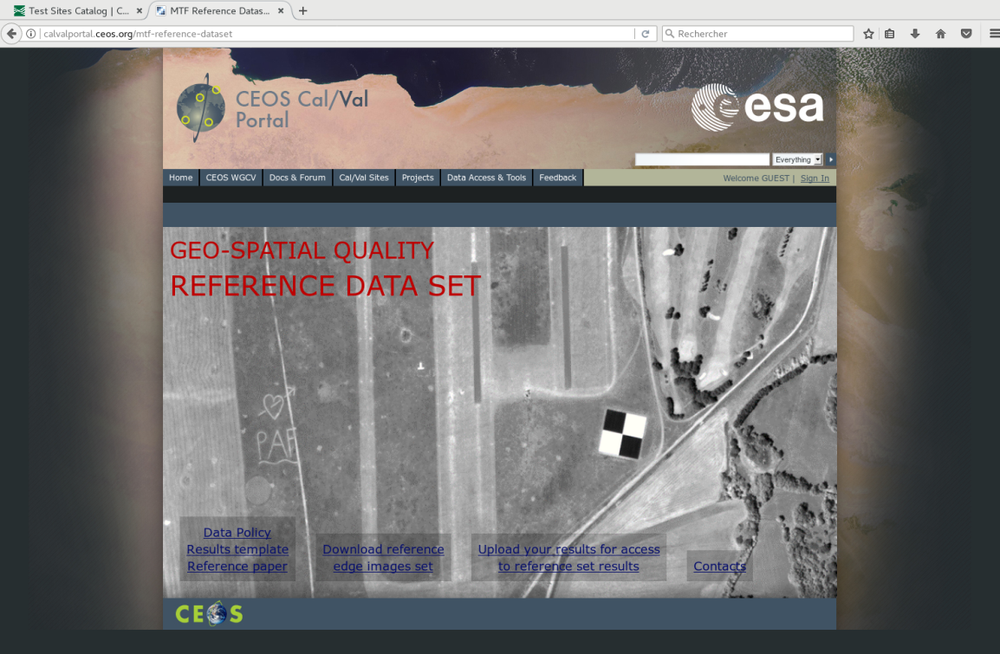 Test Sites Catalog | C...
MTF Reference Datas...
calvalportal.ceos.org/mtf-reference-dataset
Rechercher
CEOS Cal/Val
Portal
esa
Everything
Home
CEOS WGCV
Docs & Forum
Cal/Val Sites
Projects
Data Access & Tools
Feedback
Welcome GUEST | Sign In
GEO-SPATIAL QUALITY
REFERENCE DATA SET
PAF
Data Policy
Results template
Reference paper
Download reference
edge images set
Upload your results for access
to reference set results
Contacts
CEOS